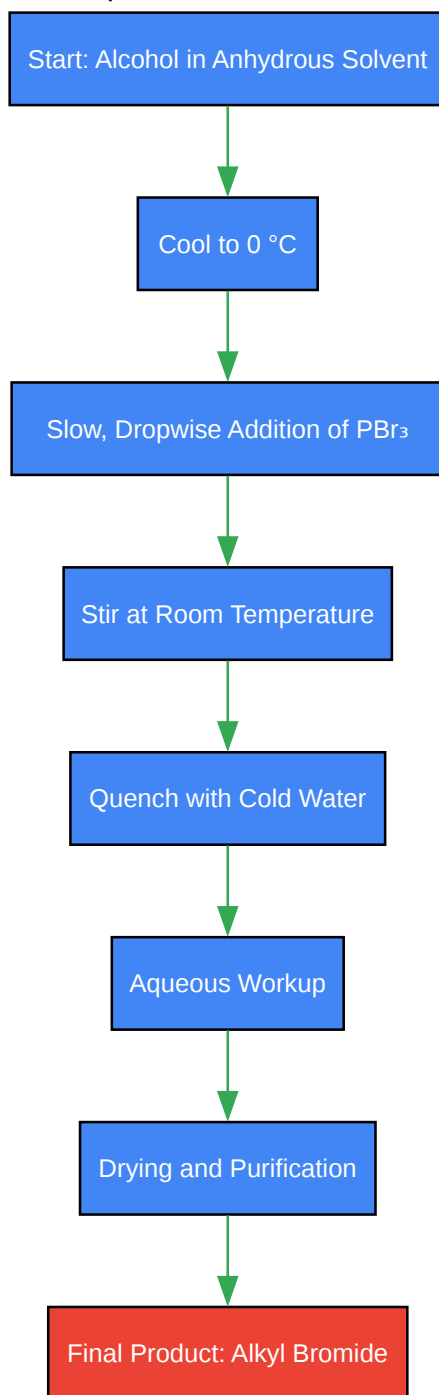 Start: Alcohol in Anhydrous Solvent
Cool to 0 °C
Slow, Dropwise Addition of PBr₃
Stir at Room Temperature
Quench with Cold Water
Aqueous Workup
Drying and Purification
Final Product: Alkyl Bromide